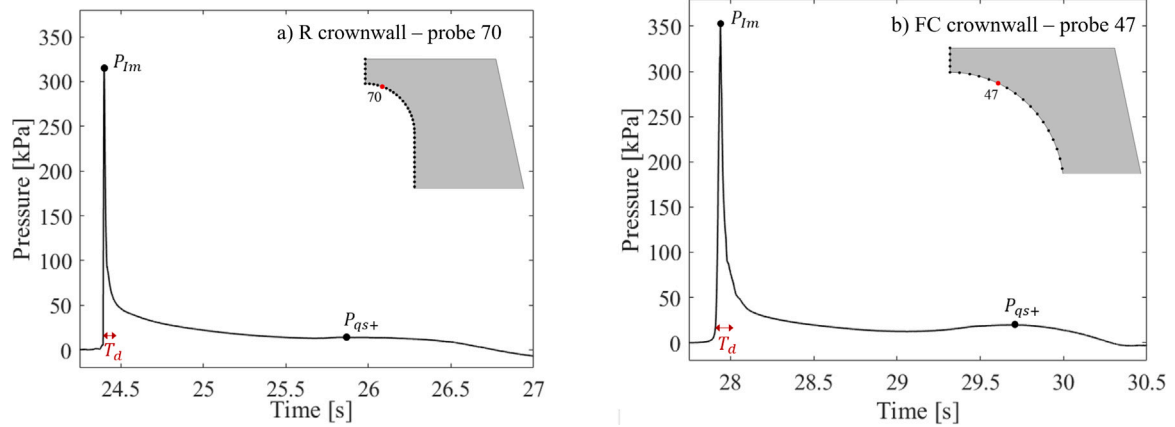 a) R crownwall – probe 70
P_Im
70
P_qs+
T_d
Pressure [kPa]
350
300
250
200
150
100
50
0
24.5
25
25.5
26
26.5
27
Time [s]
b) FC crownwall – probe 47
P_Im
47
P_qs+
T_d
Pressure [kPa]
350
300
250
200
150
100
50
0
28
28.5
29
29.5
30
30.5
Time [s]